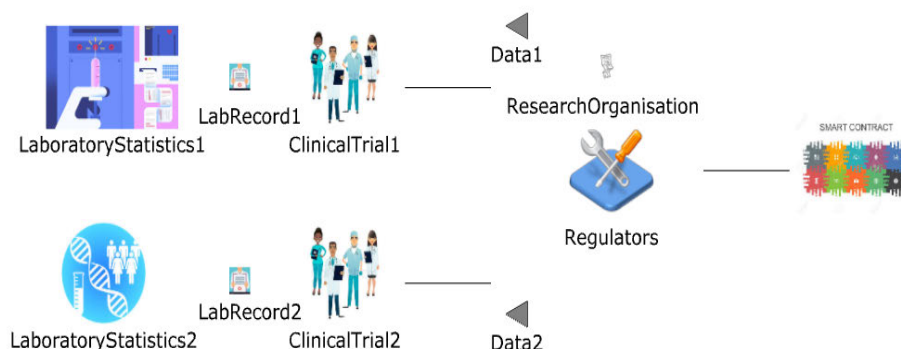 Data1
LabRecord1
ResearchOrganisation
LaboratoryStatistics1
ClinicalTrial1
SMART CONTRACT
Regulators
LabRecord2
LaboratoryStatistics2
ClinicalTrial2
Data2